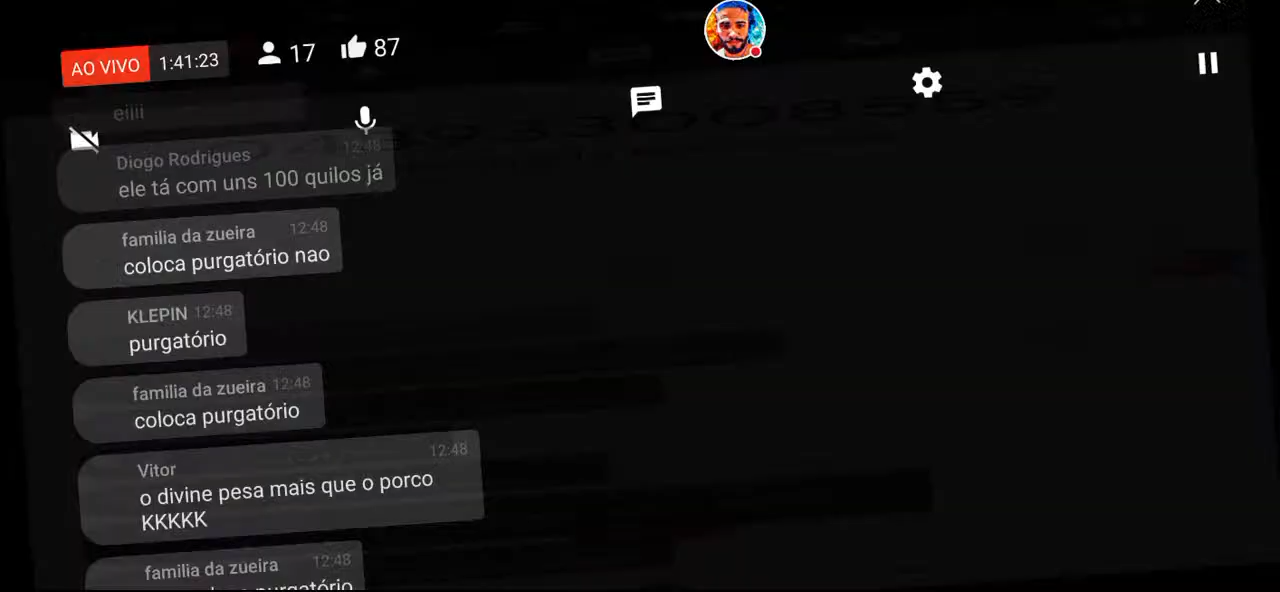 AO VIVO 1:41:23 17 87
eiiii
Diogo Rodrigues 12:48
ele tá com uns 100 quilos já
familia da zueira 12:48
coloca purgatório nao
KLEPIN 12:48
purgatório
familia da zueira 12:48
coloca purgatório
Vitor 12:48
o divine pesa mais que o porco
KKKKK
familia da zueira 12:48
purgatório